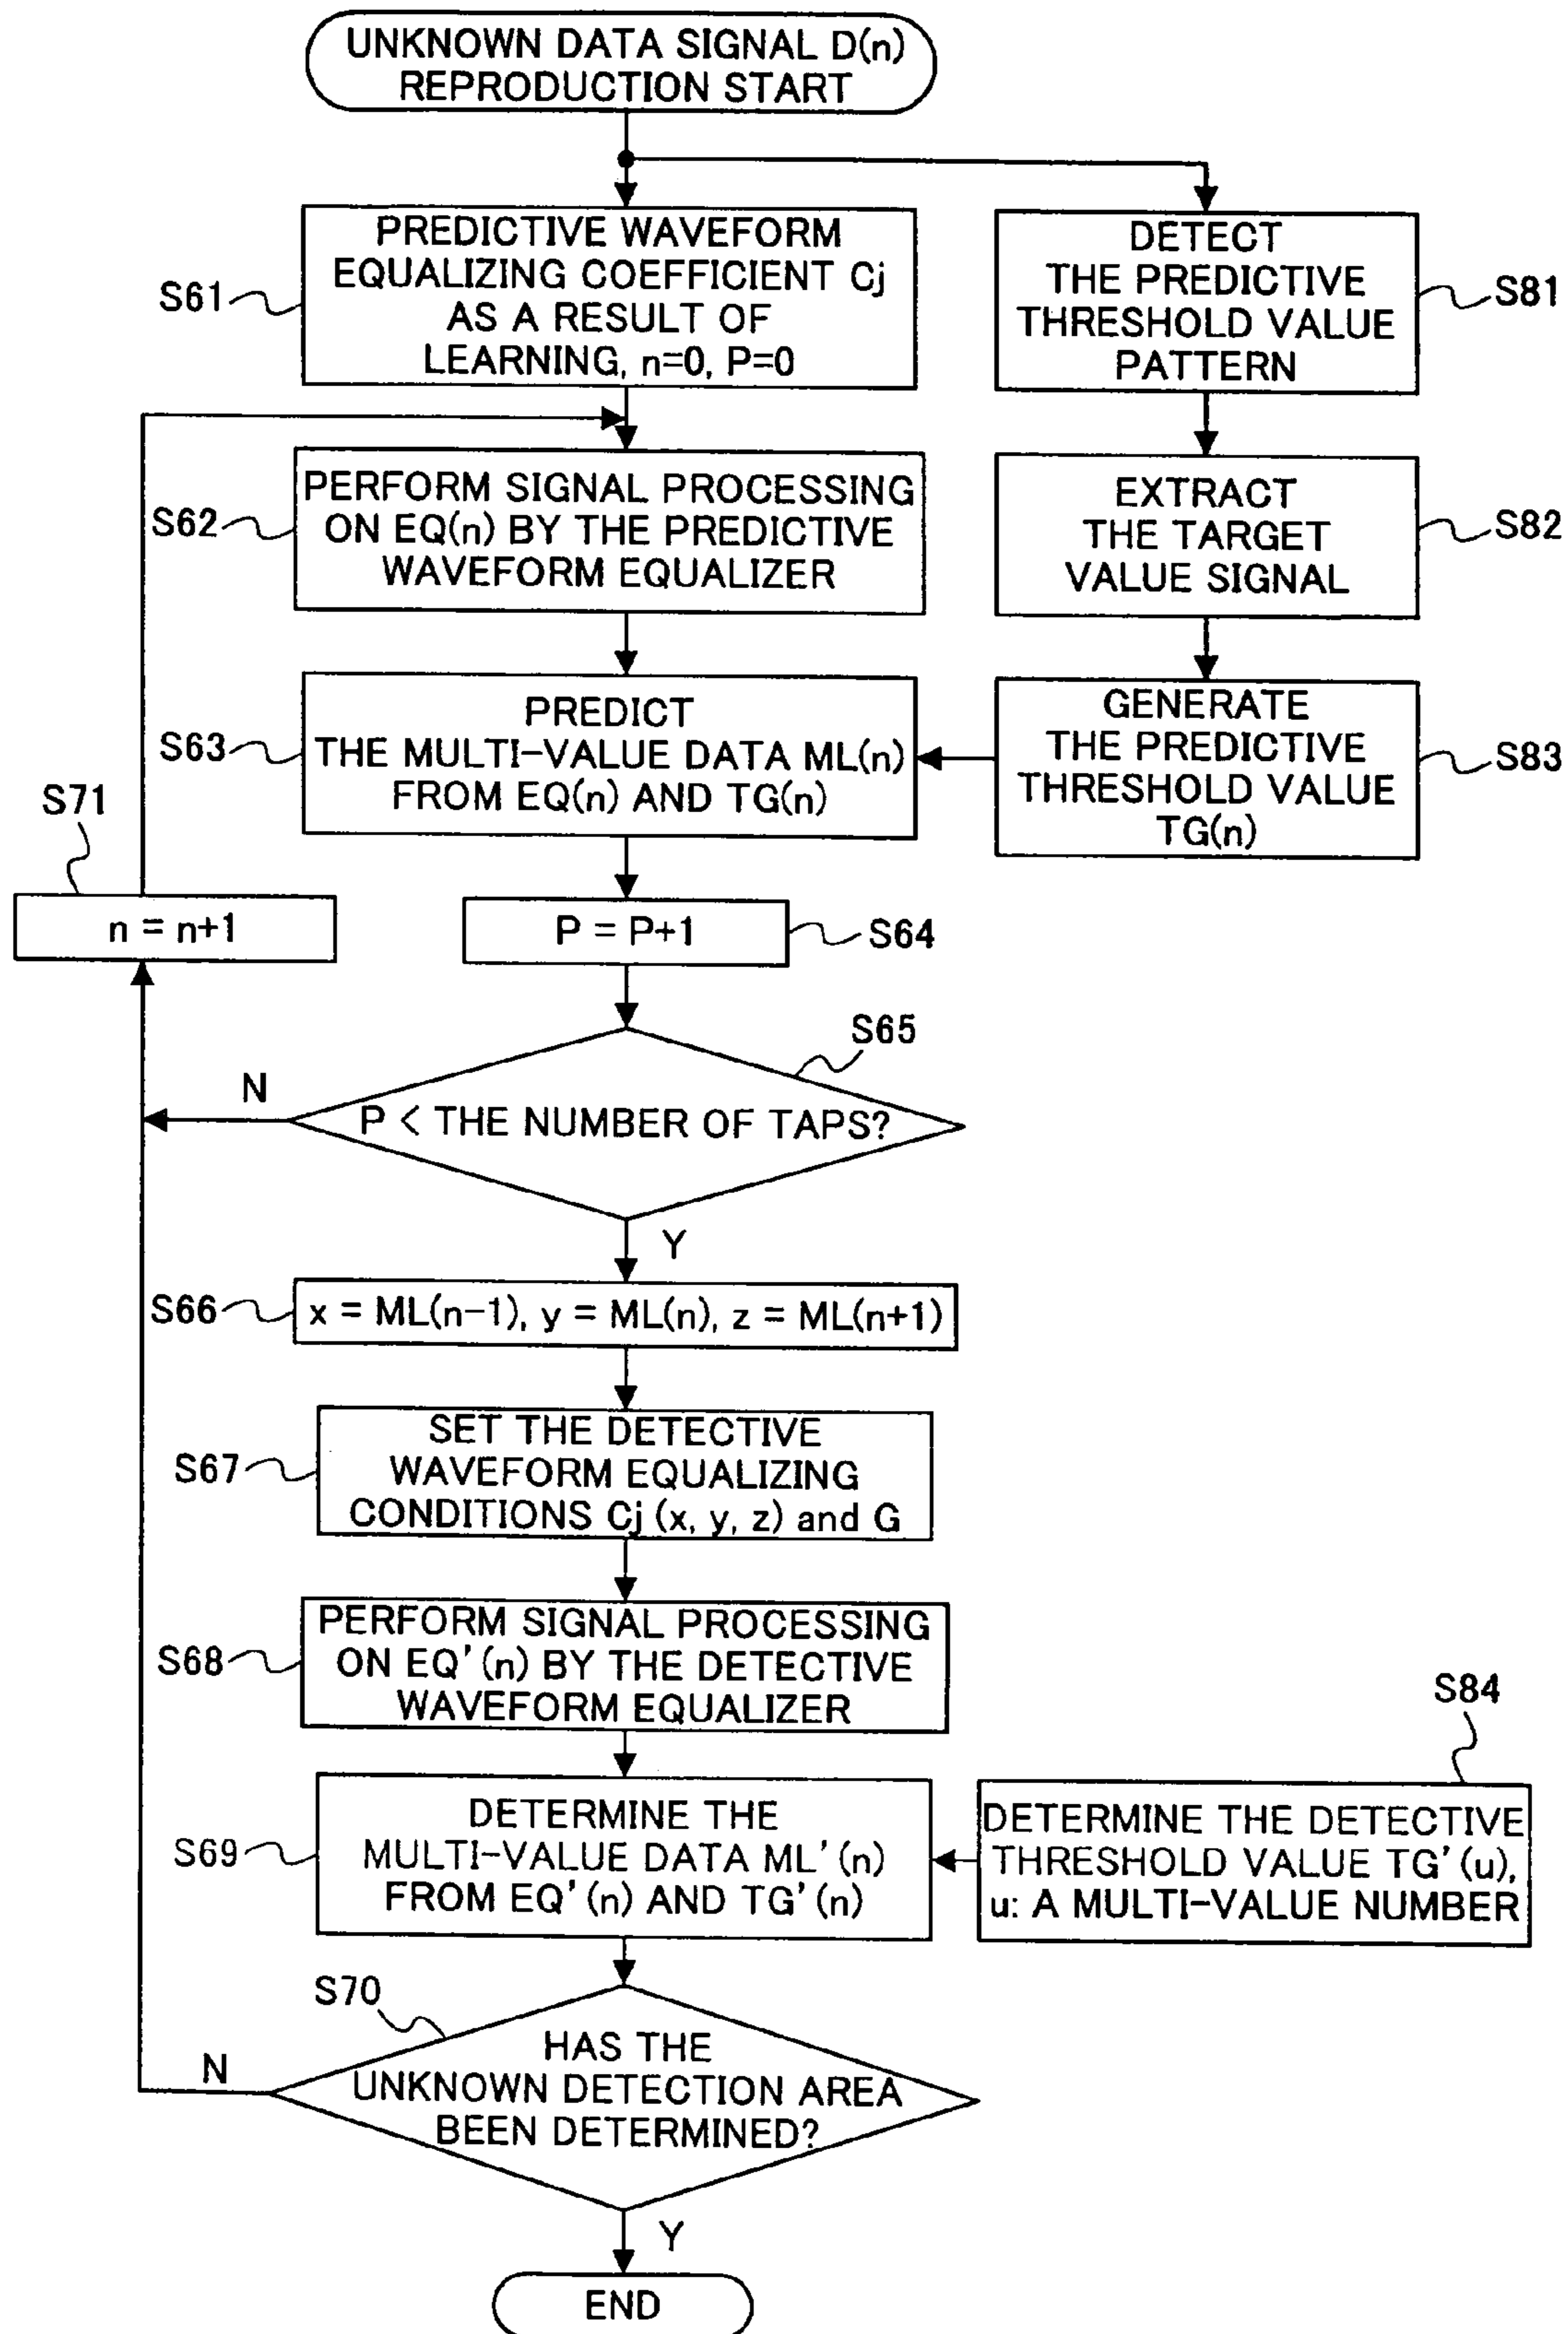 UNKNOWN DATA SIGNAL D(n)
REPRODUCTION START
PREDICTIVE WAVEFORM
EQUALIZING COEFFICIENT Cj
AS A RESULT OF
LEARNING, n=0, P=0
S61
DETECT
THE PREDICTIVE
THRESHOLD VALUE
PATTERN
S81
PERFORM SIGNAL PROCESSING
ON EQ(n) BY THE PREDICTIVE
WAVEFORM EQUALIZER
S62
EXTRACT
THE TARGET
VALUE SIGNAL
S82
PREDICT
THE MULTI-VALUE DATA ML(n)
FROM EQ(n) AND TG(n)
S63
GENERATE
THE PREDICTIVE
THRESHOLD VALUE
TG(n)
S83
S71
n = n+1
P = P+1
S64
S65
P < THE NUMBER OF TAPS?
N
Y
S66
x = ML(n-1), y = ML(n), z = ML(n+1)
S67
SET THE DETECTIVE
WAVEFORM EQUALIZING
CONDITIONS Cj (x, y, z) and G
S68
PERFORM SIGNAL PROCESSING
ON EQ'(n) BY THE DETECTIVE
WAVEFORM EQUALIZER
S84
S69
DETERMINE THE
MULTI-VALUE DATA ML'(n)
FROM EQ'(n) AND TG'(n)
DETERMINE THE DETECTIVE
THRESHOLD VALUE TG'(u),
u: A MULTI-VALUE NUMBER
S70
HAS THE
UNKNOWN DETECTION AREA
BEEN DETERMINED?
N
Y
END